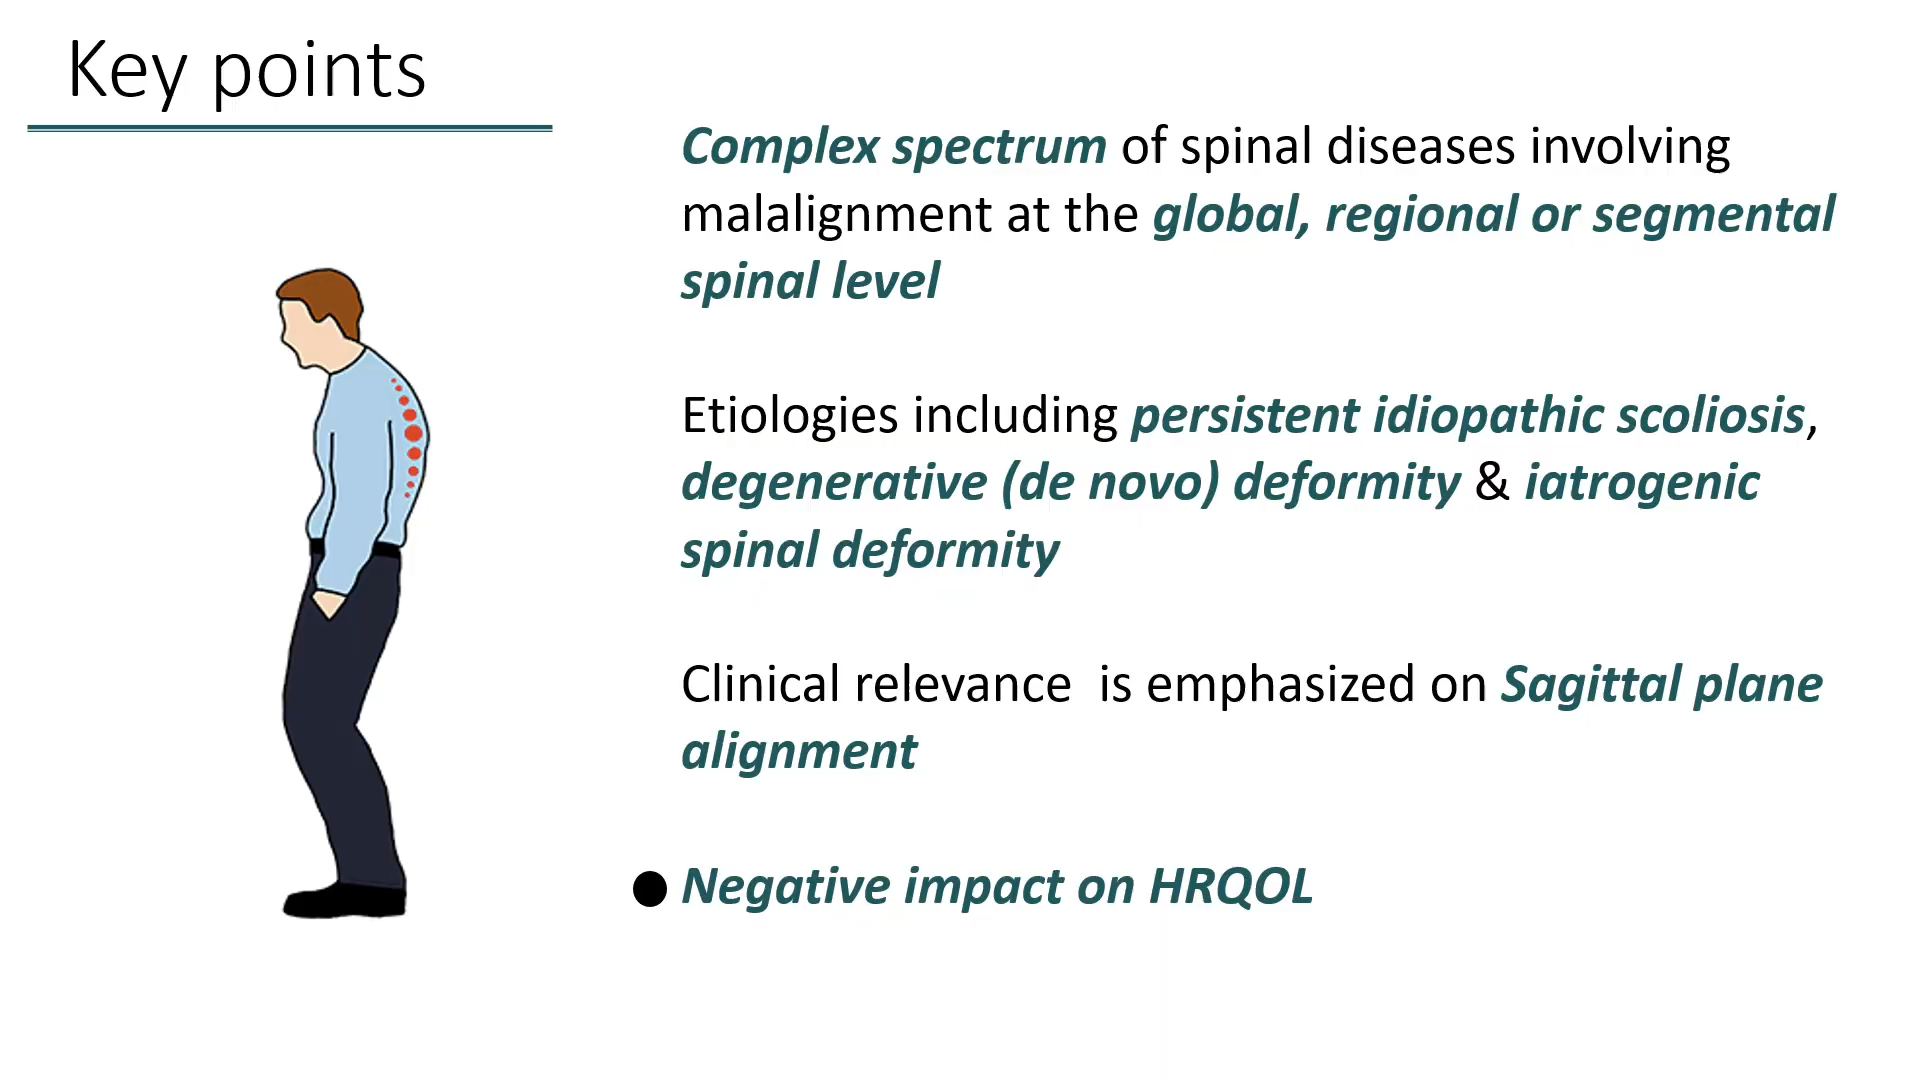 Key points
Complex spectrum of spinal diseases involving
malalignment at the global, regional or segmental
spinal level
Etiologies including persistent idiopathic scoliosis,
degenerative (de novo) deformity & iatrogenic
spinal deformity
Clinical relevance  is emphasized on Sagittal plane
alignment
● Negative impact on HRQOL